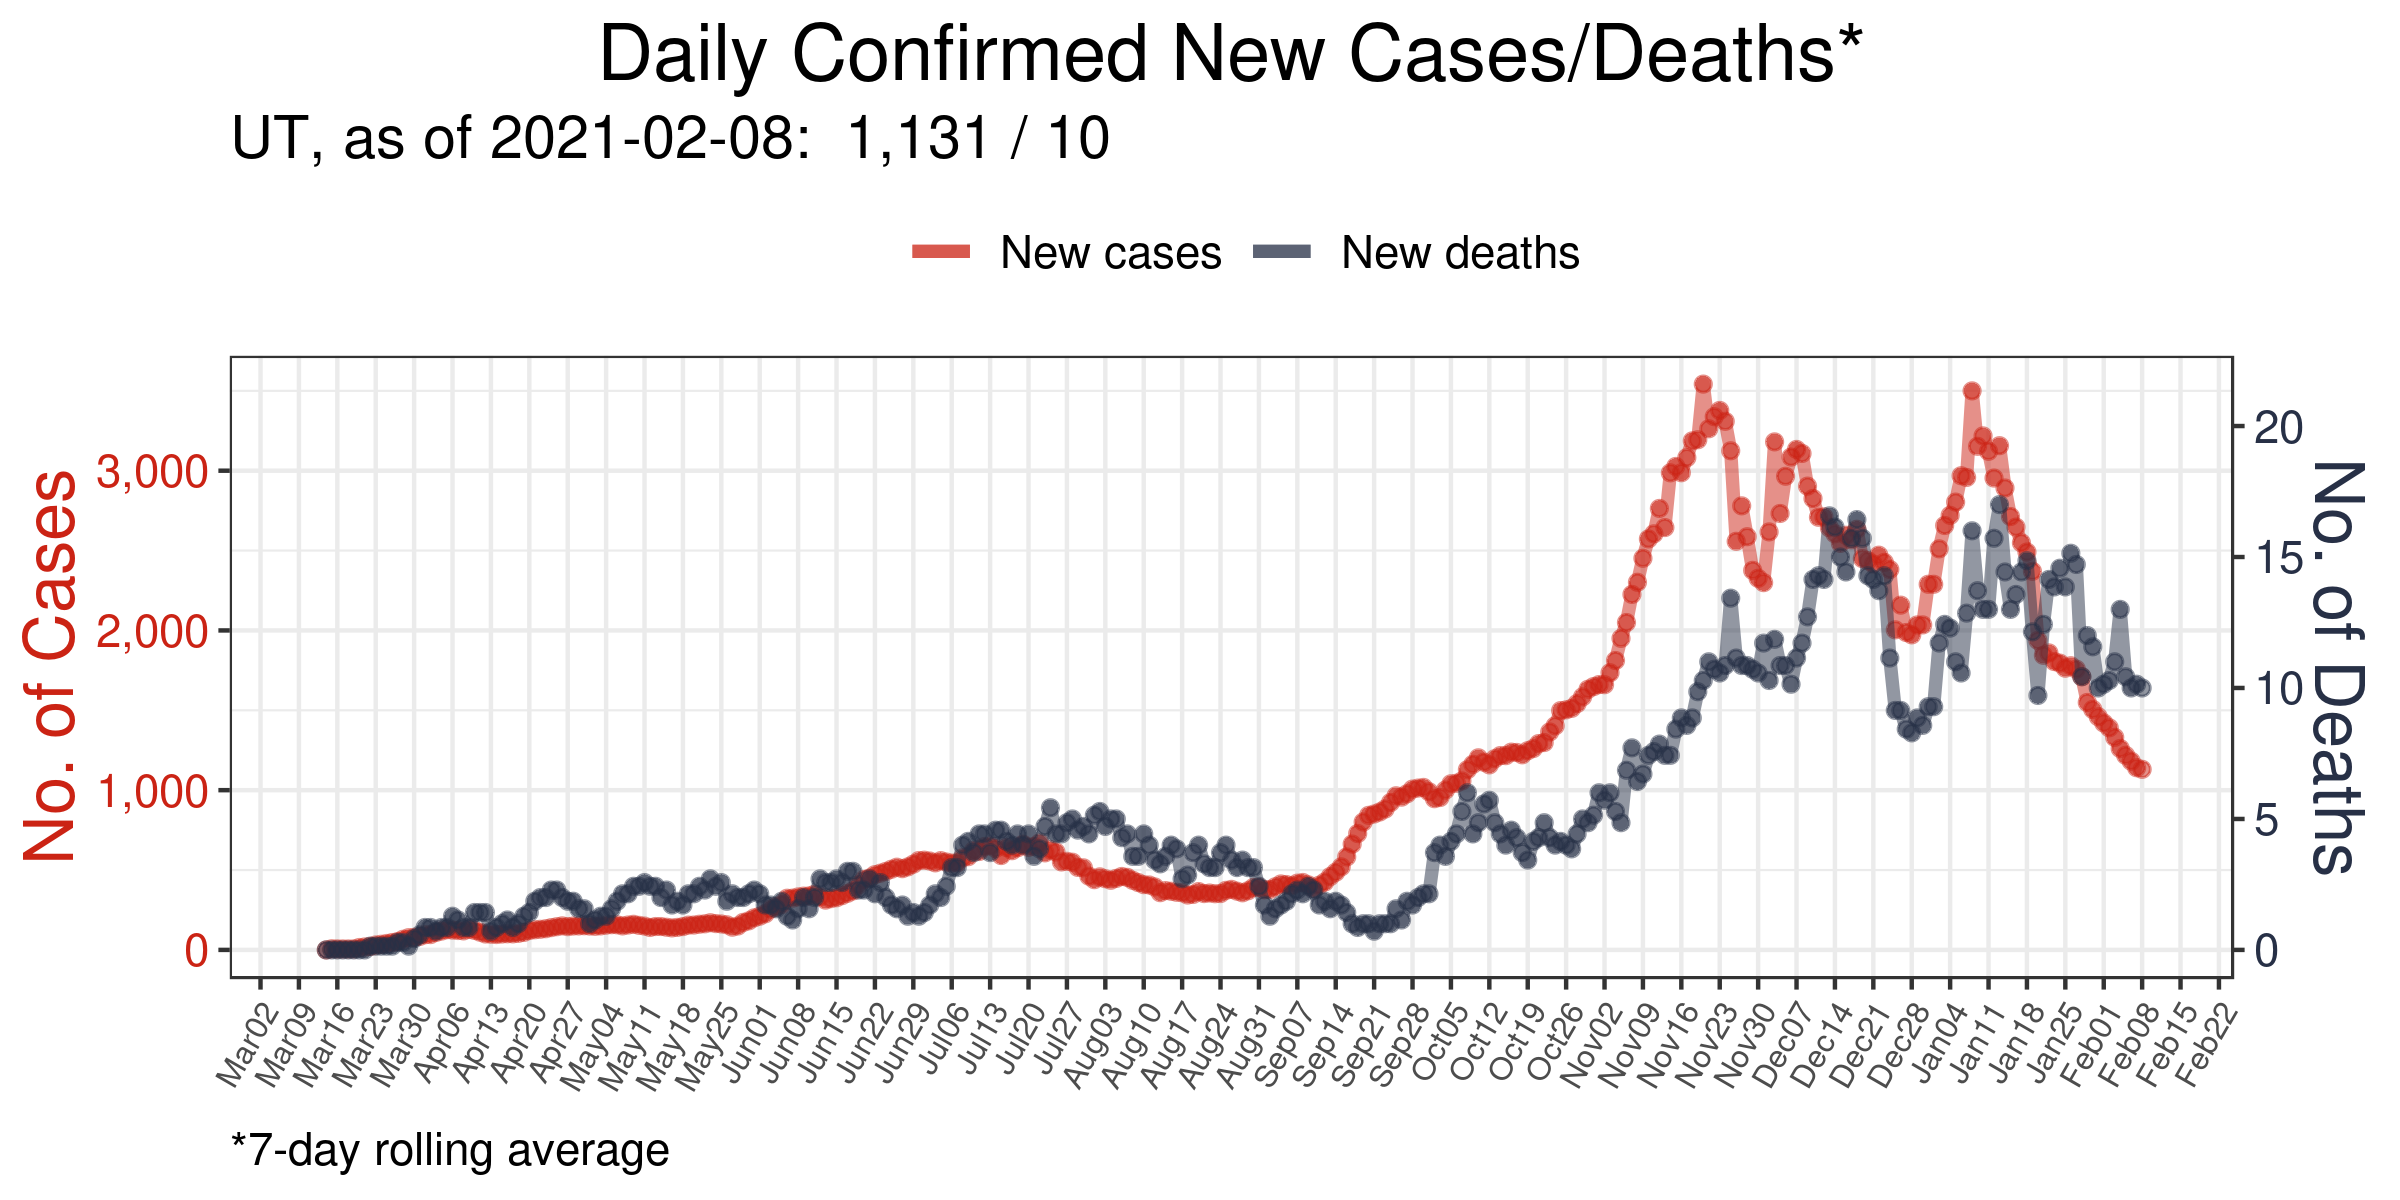 Daily Confirmed New Cases/Deaths*
UT, as of 2021-02-08:  1,131 / 10
New cases
New deaths
No. of Cases
3,000
2,000
1,000
0
20
15
10
5
0
No. of Deaths
Mar02
Mar09
Mar16
Mar23
Mar30
Apr06
Apr13
Apr20
Apr27
May04
May11
May18
May25
Jun01
Jun08
Jun15
Jun22
Jun29
Jul06
Jul13
Jul20
Jul27
Aug03
Aug10
Aug17
Aug24
Aug31
Sep07
Sep14
Sep21
Sep28
Oct05
Oct12
Oct19
Oct26
Nov02
Nov09
Nov16
Nov23
Nov30
Dec07
Dec14
Dec21
Dec28
Jan04
Jan11
Jan18
Jan25
Feb01
Feb08
Feb15
Feb22
*7-day rolling average